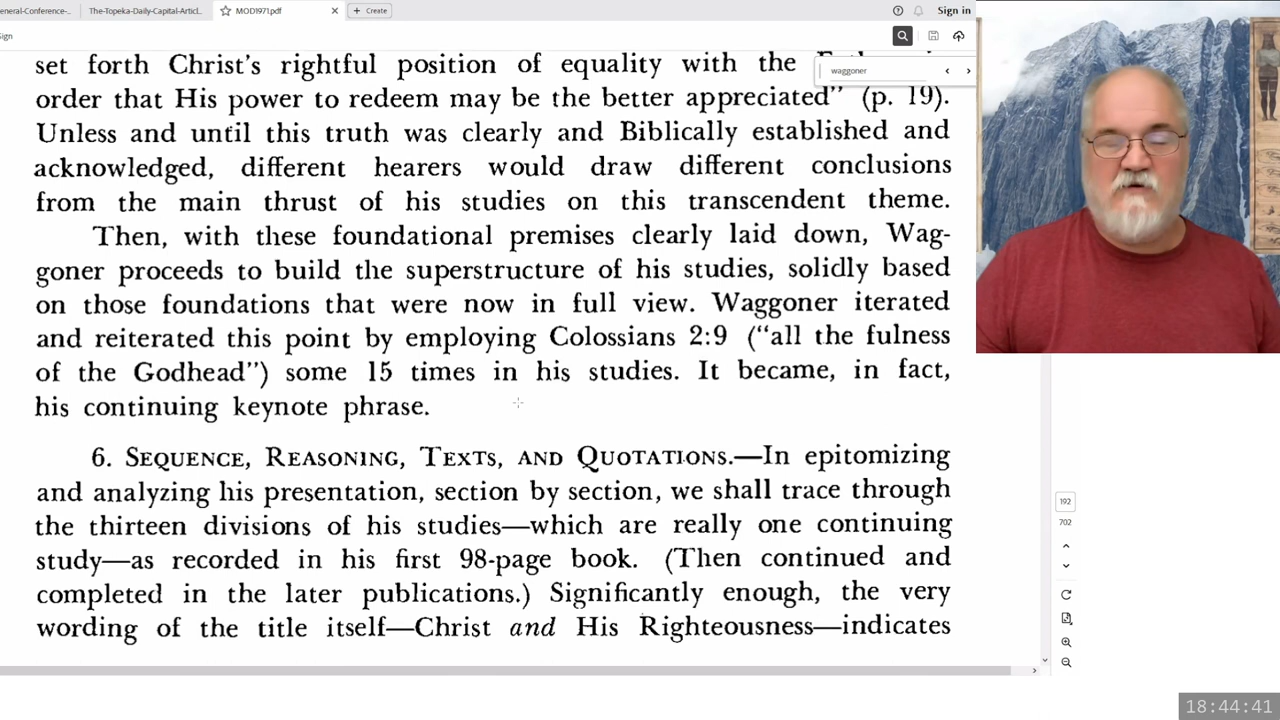 eneral-Conference-...
The-Topeka-Daily-Capital-Articl...
MOD1971.pdf
Create
Sign in
Sign
waggoner
set forth Christ's rightful position of equality with the
order that His power to redeem may be the better appreciated" (p. 19).
Unless and until this truth was clearly and Biblically established and
acknowledged, different hearers would draw different conclusions
from the main thrust of his studies on this transcendent theme.
Then, with these foundational premises clearly laid down, Wag-
goner proceeds to build the superstructure of his studies, solidly based
on those foundations that were now in full view. Waggoner iterated
and reiterated this point by employing Colossians 2:9 ("all the fulness
of the Godhead") some 15 times in his studies. It became, in fact,
his continuing keynote phrase.
6. SEQUENCE, REASONING, TEXTS, AND QUOTATIONS.—In epitomizing
and analyzing his presentation, section by section, we shall trace through
the thirteen divisions of his studies—which are really one continuing
study—as recorded in his first 98-page book. (Then continued and
completed in the later publications.) Significantly enough, the very
wording of the title itself—Christ and His Righteousness—indicates
192
702
18:44:41